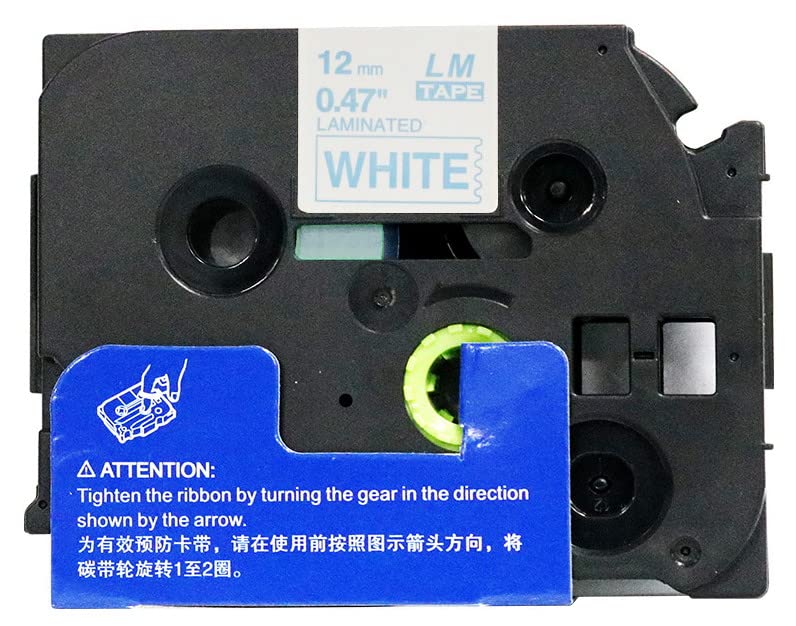 12 mm
LM
0.47"
TAPE
LAMINATED
WHITE
⚠ ATTENTION:
Tighten the ribbon by turning the gear in the direction
shown by the arrow.
为有效预防卡带，请在使用前按照图示箭头方向，将
碳带轮旋转1至2圈。